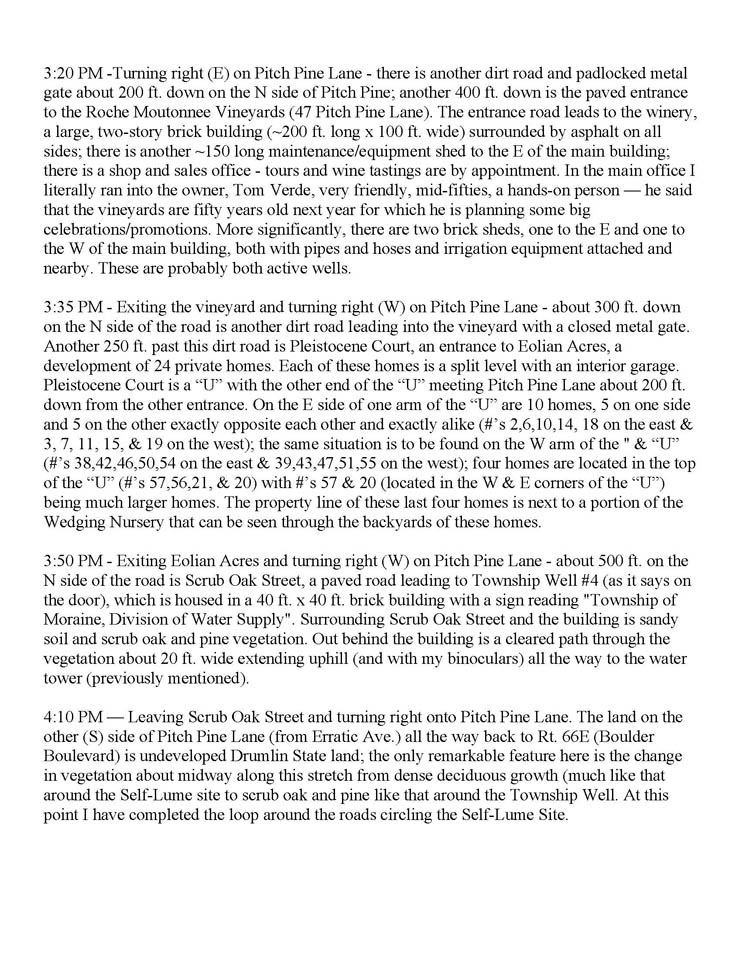 3:20 PM -Turning right (E) on Pitch Pine Lane - there is another dirt road and padlocked metal
gate about 200 ft. down on the N side of Pitch Pine; another 400 ft. down is the paved entrance
to the Roche Moutonnee Vineyards (47 Pitch Pine Lane). The entrance road leads to the winery,
a large, two-story brick building (~200 ft. long x 100 ft. wide) surrounded by asphalt on all
sides; there is another ~150 long maintenance/equipment shed to the E of the main building;
there is a shop and sales office - tours and wine tastings are by appointment. In the main office I
literally ran into the owner, Tom Verde, very friendly, mid-fifties, a hands-on person — he said
that the vineyards are fifty years old next year for which he is planning some big
celebrations/promotions. More significantly, there are two brick sheds, one to the E and one to
the W of the main building, both with pipes and hoses and irrigation equipment attached and
nearby. These are probably both active wells.
3:35 PM - Exiting the vineyard and turning right (W) on Pitch Pine Lane - about 300 ft. down
on the N side of the road is another dirt road leading into the vineyard with a closed metal gate.
Another 250 ft. past this dirt road is Pleistocene Court, an entrance to Eolian Acres, a
development of 24 private homes. Each of these homes is a split level with an interior garage.
Pleistocene Court is a “U” with the other end of the “U” meeting Pitch Pine Lane about 200 ft.
down from the other entrance. On the E side of one arm of the “U” are 10 homes, 5 on one side
and 5 on the other exactly opposite each other and exactly alike (#’s 2,6,10,14, 18 on the east &
3, 7, 11, 15, & 19 on the west); the same situation is to be found on the W arm of the " & “U”
(#’s 38,42,46,50,54 on the east & 39,43,47,51,55 on the west); four homes are located in the top
of the “U” (#’s 57,56,21, & 20) with #’s 57 & 20 (located in the W & E corners of the “U”)
being much larger homes. The property line of these last four homes is next to a portion of the
Wedging Nursery that can be seen through the backyards of these homes.
3:50 PM - Exiting Eolian Acres and turning right (W) on Pitch Pine Lane - about 500 ft. on the
N side of the road is Scrub Oak Street, a paved road leading to Township Well #4 (as it says on
the door), which is housed in a 40 ft. x 40 ft. brick building with a sign reading "Township of
Moraine, Division of Water Supply". Surrounding Scrub Oak Street and the building is sandy
soil and scrub oak and pine vegetation. Out behind the building is a cleared path through the
vegetation about 20 ft. wide extending uphill (and with my binoculars) all the way to the water
tower (previously mentioned).
4:10 PM — Leaving Scrub Oak Street and turning right onto Pitch Pine Lane. The land on the
other (S) side of Pitch Pine Lane (from Erratic Ave.) all the way back to Rt. 66E (Boulder
Boulevard) is undeveloped Drumlin State land; the only remarkable feature here is the change
in vegetation about midway along this stretch from dense deciduous growth (much like that
around the Self-Lume site to scrub oak and pine like that around the Township Well. At this
point I have completed the loop around the roads circling the Self-Lume Site.